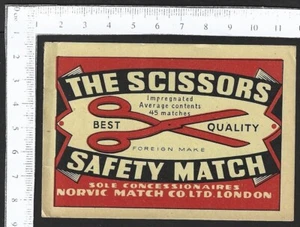 THE SCISSORS
Impregnated
Average contents
45 matches
BEST QUALITY
FOREIGN MAKE
SAFETY MATCH
SOLE CONCESSIONAIRES
NORVIC MATCH CO LTD. LONDON